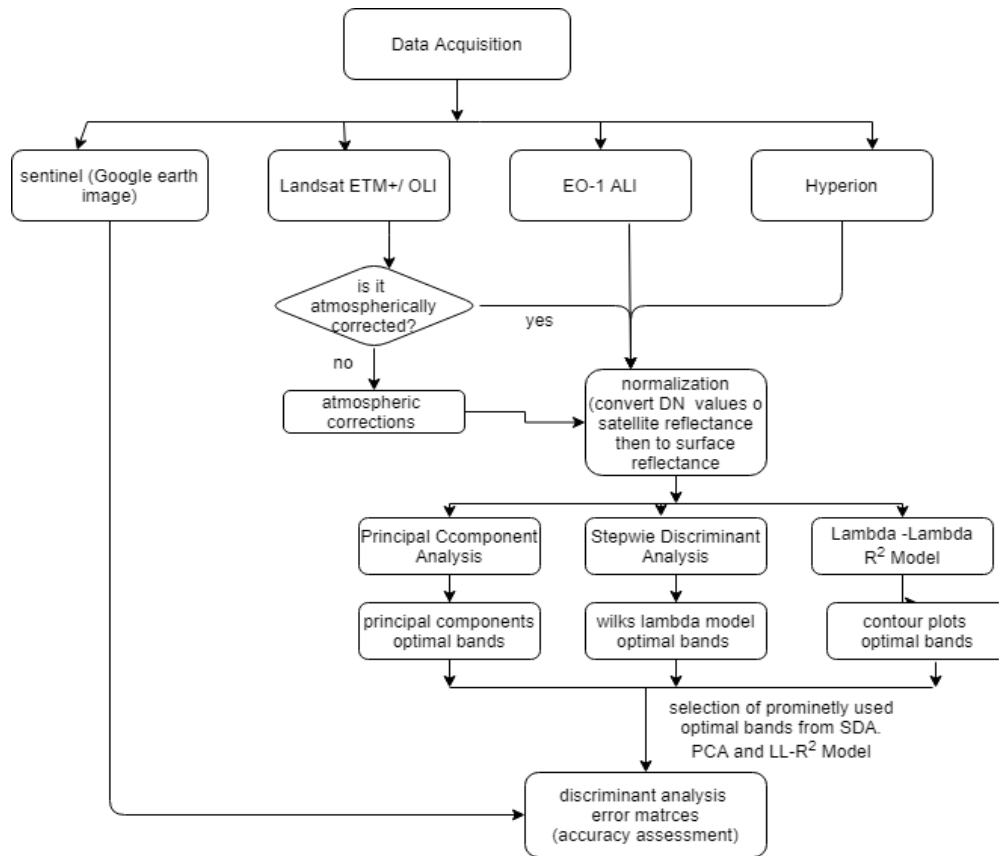 Data Acquisition
sentinel (Google earth
image)
Landsat ETM+/ OLI
EO-1 ALI
Hyperion
is it
atmospherically
corrected?
yes
no
atmospheric
corrections
normalization
(convert DN values o
satellite reflectance
then to surface
reflectance
Principal Ccomponent
Analysis
Stepwie Discriminant
Analysis
Lambda -Lambda
R² Model
principal components
optimal bands
wilks lambda model
optimal bands
contour plots
optimal bands
selection of prominetly used
optimal bands from SDA.
PCA and LL-R² Model
discriminant analysis
error matrces
(accuracy assessment)